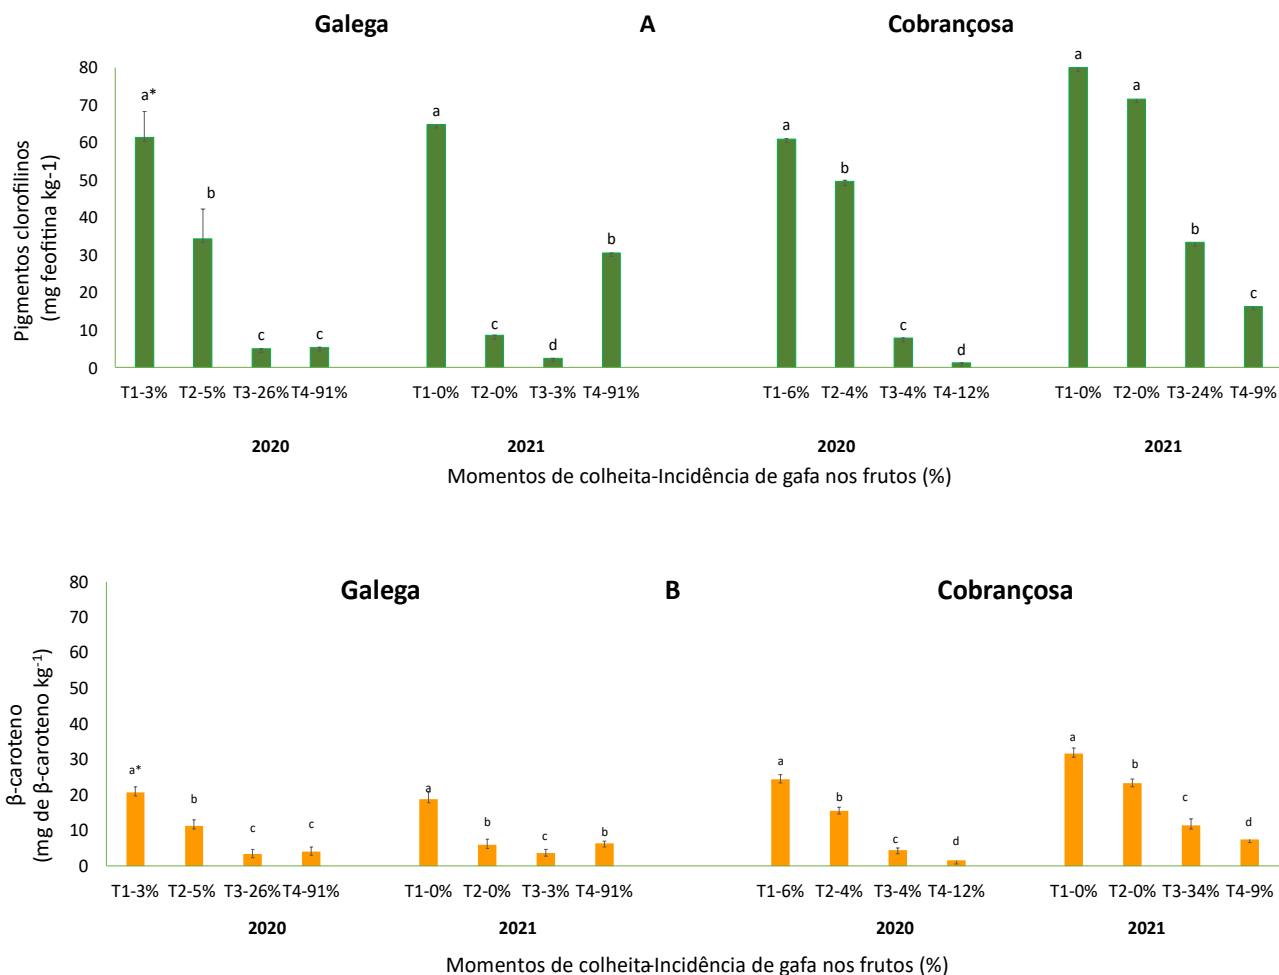 Galega A Cobrançosa
Pigmentos clorofilinos
(mg feofitina kg-1)
80
70
60
50
40
30
20
10
0
a* b c c a c d b a b c d a a b c
T1-3% T2-5% T3-26% T4-91% T1-0% T2-0% T3-3% T4-91% T1-6% T2-4% T3-4% T4-12% T1-0% T2-0% T3-24% T4-9%
2020 2021 2020 2021
Momentos de colheita-Incidência de gafa nos frutos (%)
Galega B Cobrançosa
β-caroteno
(mg de β-caroteno kg⁻¹)
80
70
60
50
40
30
20
10
0
a* b c c a b c b a b c d a b c d
T1-3% T2-5% T3-26% T4-91% T1-0% T2-0% T3-3% T4-91% T1-6% T2-4% T3-4% T4-12% T1-0% T2-0% T3-34% T4-9%
2020 2021 2020 2021
Momentos de colheita-Incidência de gafa nos frutos (%)